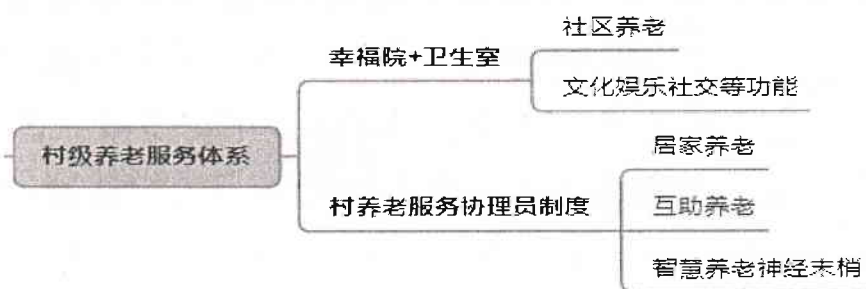 社区养老
幸福院+卫生室
文化娱乐社交等功能
村级养老服务体系
居家养老
村养老服务协理员制度
互助养老
智慧养老神经末梢